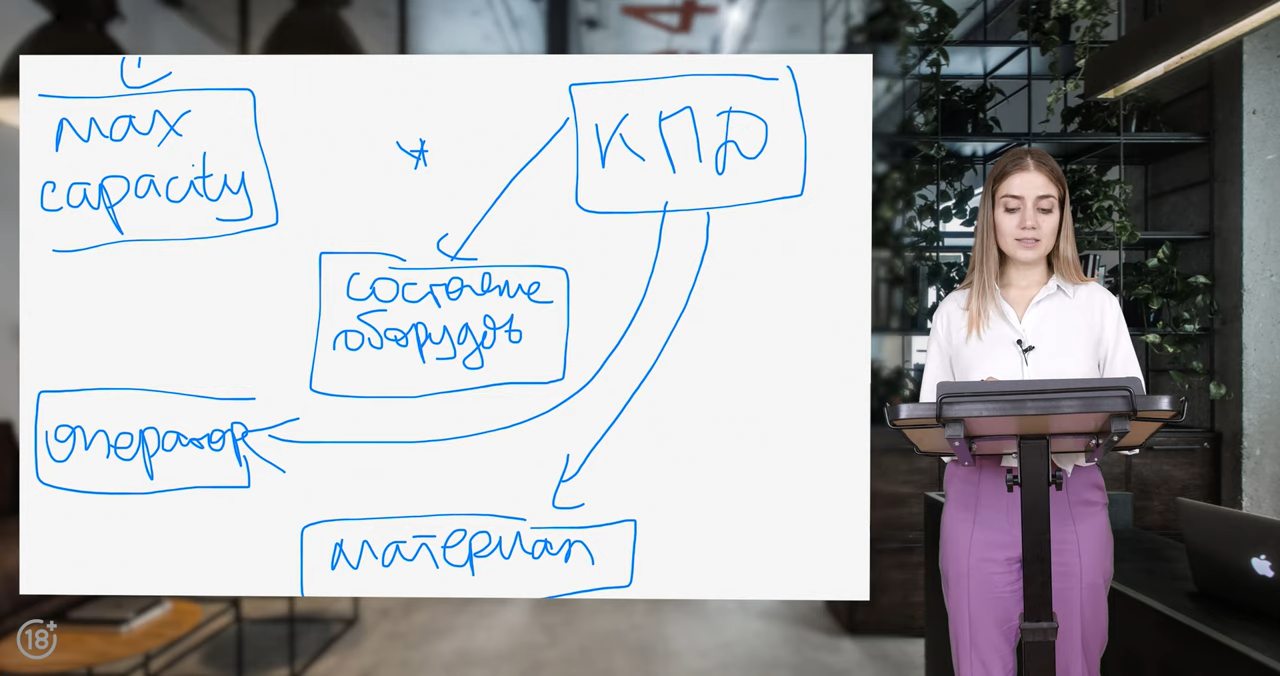 max
capacity
*
КПД
состояние
оборудов
оператор
материал
18+